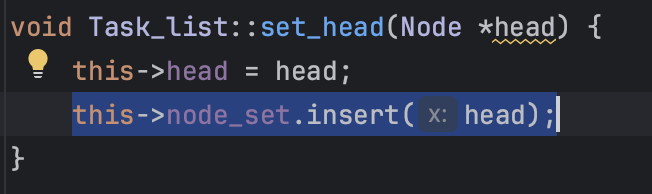 void Task_list::set_head(Node *head) {
this->head = head;
this->node_set.insert( x: head);
}